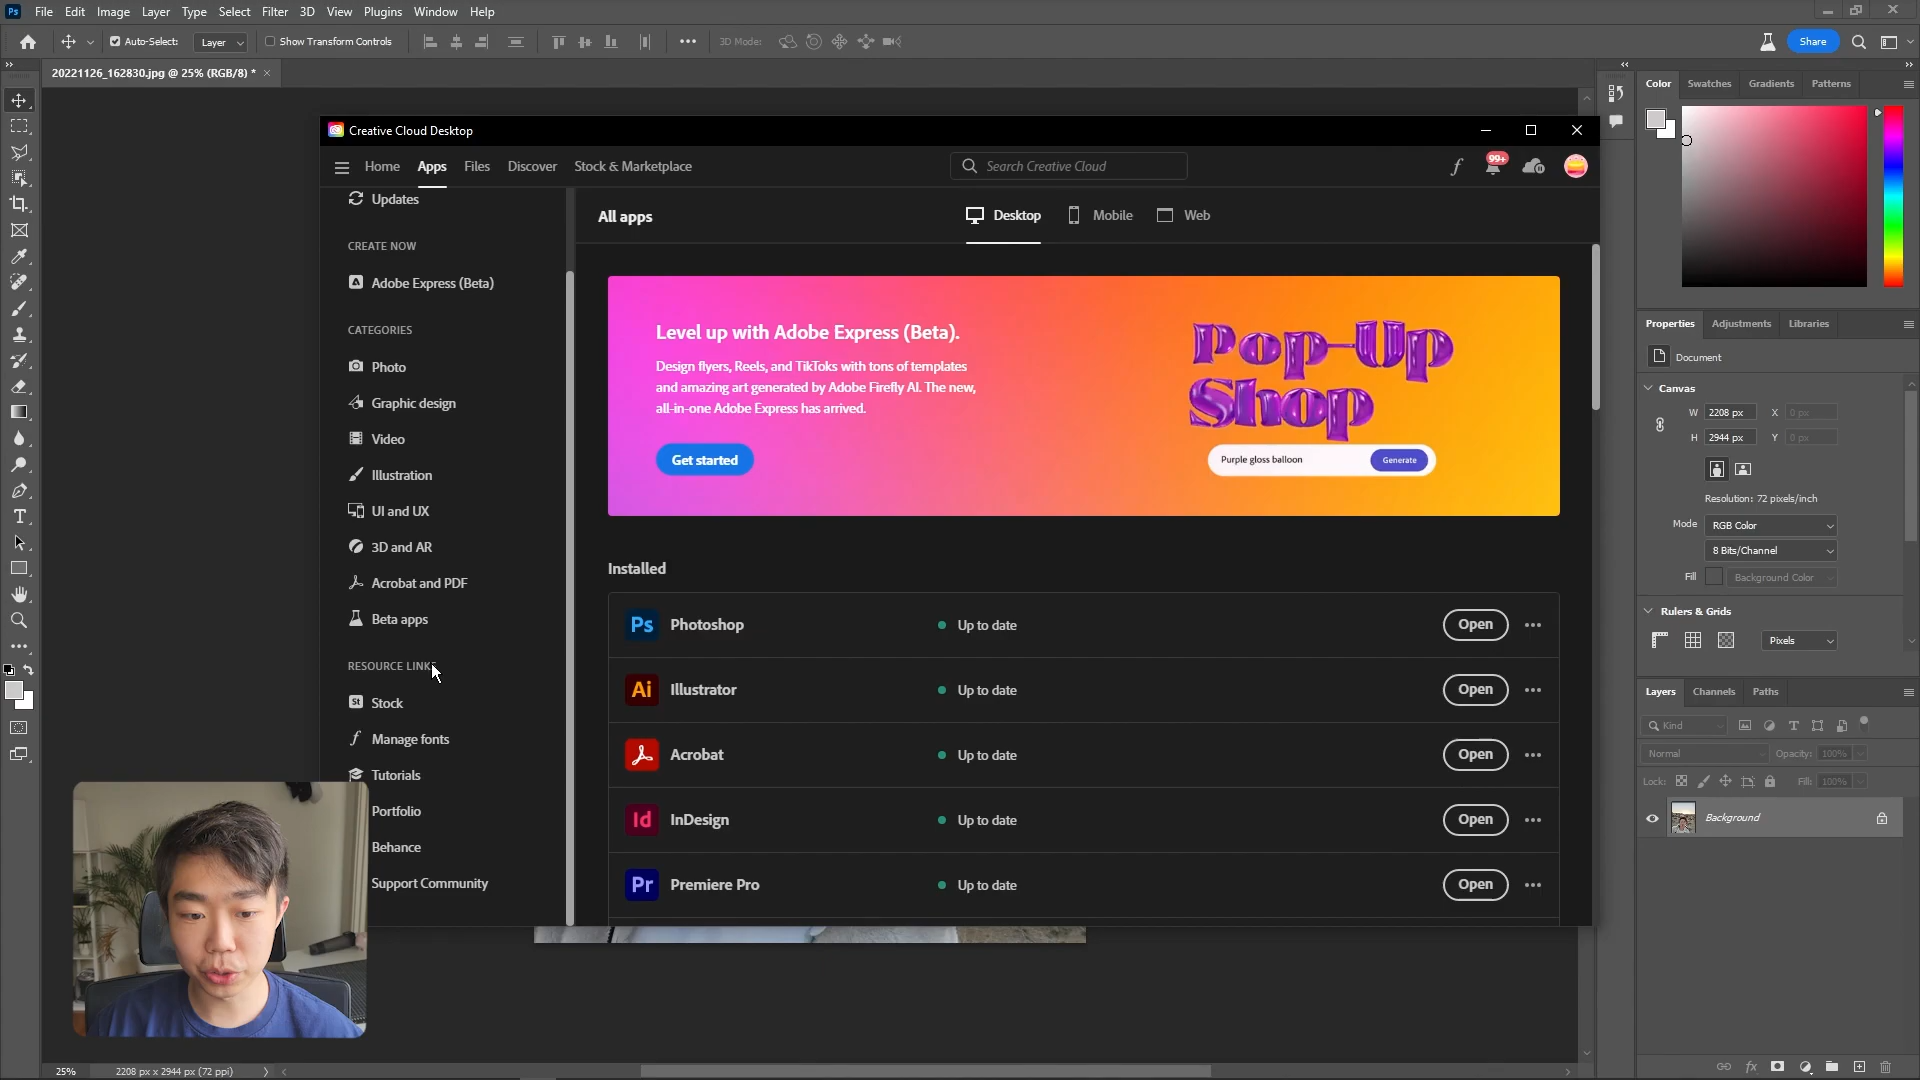 Ps File Edit Image Layer Type Select Filter 3D View Plugins Window Help
Auto-Select: Layer Show Transform Controls 3D Mode: Share
20221126_162830.jpg @ 25% (RGB/8) *
Creative Cloud Desktop
Home Apps Files Discover Stock & Marketplace Search Creative Cloud 99+
Updates
CREATE NOW
Adobe Express (Beta)
CATEGORIES
Photo
Graphic design
Video
Illustration
UI and UX
3D and AR
Acrobat and PDF
Beta apps
RESOURCE LINKS
St Stock
Manage fonts
Tutorials
Portfolio
Behance
Support Community
All apps Desktop Mobile Web
Level up with Adobe Express (Beta).
Design flyers, Reels, and TikToks with tons of templates
and amazing art generated by Adobe Firefly AI. The new,
all-in-one Adobe Express has arrived.
Get started
Pop-Up
Shop
Purple gloss balloon Generate
Installed
Ps Photoshop Up to date Open
Ai Illustrator Up to date Open
Acrobat Up to date Open
Id InDesign Up to date Open
Pr Premiere Pro Up to date Open
Color Swatches Gradients Patterns
Properties Adjustments Libraries
Document
Canvas
W 2208 px X 0 px
H 2944 px Y 0 px
Resolution: 72 pixels/inch
Mode RGB Color
8 Bits/Channel
Fill Background Color
Rulers & Grids
Pixels
Layers Channels Paths
Kind
Normal Opacity: 100%
Lock: Fill: 100%
Background
25% 2208 px x 2944 px (72 ppi)